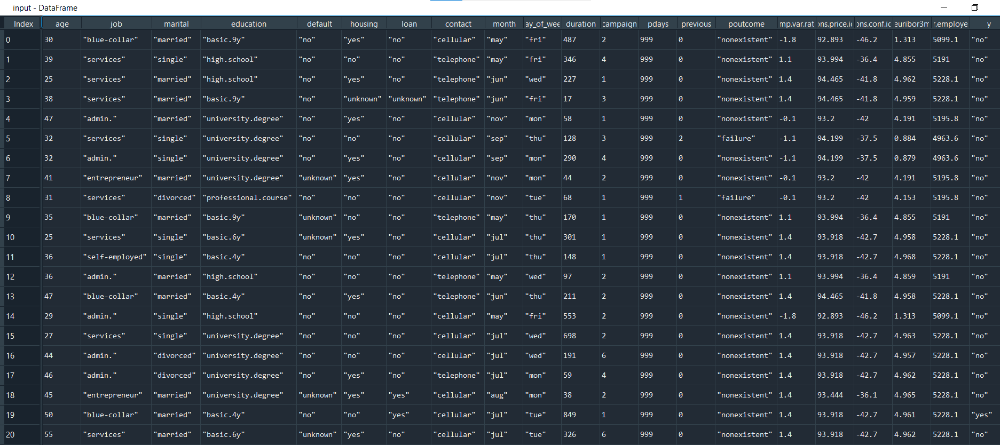 input - DataFrame
Index age job marital education default housing loan contact month ay_of_wee duration campaign pdays previous poutcome mp.var.rat ons.price.ic ons.conf.ic euribor3m r.employe y
0 30 "blue-collar" "married" "basic.9y" "no" "yes" "no" "cellular" "may" "fri" 487 2 999 0 "nonexistent" -1.8 92.893 -46.2 1.313 5099.1 "no"
1 39 "services" "single" "high.school" "no" "no" "no" "telephone" "may" "fri" 346 4 999 0 "nonexistent" 1.1 93.994 -36.4 4.855 5191 "no"
2 25 "services" "married" "high.school" "no" "yes" "no" "telephone" "jun" "wed" 227 1 999 0 "nonexistent" 1.4 94.465 -41.8 4.962 5228.1 "no"
3 38 "services" "married" "basic.9y" "no" "unknown" "unknown" "telephone" "jun" "fri" 17 3 999 0 "nonexistent" 1.4 94.465 -41.8 4.959 5228.1 "no"
4 47 "admin." "married" "university.degree" "no" "yes" "no" "cellular" "nov" "mon" 58 1 999 0 "nonexistent" -0.1 93.2 -42 4.191 5195.8 "no"
5 32 "services" "single" "university.degree" "no" "no" "no" "cellular" "sep" "thu" 128 3 999 2 "failure" -1.1 94.199 -37.5 0.884 4963.6 "no"
6 32 "admin." "single" "university.degree" "no" "yes" "no" "cellular" "sep" "mon" 290 4 999 0 "nonexistent" -1.1 94.199 -37.5 0.879 4963.6 "no"
7 41 "entrepreneur" "married" "university.degree" "unknown" "yes" "no" "cellular" "nov" "mon" 44 2 999 0 "nonexistent" -0.1 93.2 -42 4.191 5195.8 "no"
8 31 "services" "divorced" "professional.course" "no" "no" "no" "cellular" "nov" "tue" 68 1 999 1 "failure" -0.1 93.2 -42 4.153 5195.8 "no"
9 35 "blue-collar" "married" "basic.9y" "unknown" "no" "no" "telephone" "may" "thu" 170 1 999 0 "nonexistent" 1.1 93.994 -36.4 4.855 5191 "no"
10 25 "services" "single" "basic.6y" "unknown" "yes" "no" "cellular" "jul" "thu" 301 1 999 0 "nonexistent" 1.4 93.918 -42.7 4.958 5228.1 "no"
11 36 "self-employed" "single" "basic.4y" "no" "no" "no" "cellular" "jul" "thu" 148 1 999 0 "nonexistent" 1.4 93.918 -42.7 4.968 5228.1 "no"
12 36 "admin." "married" "high.school" "no" "no" "no" "telephone" "may" "wed" 97 2 999 0 "nonexistent" 1.1 93.994 -36.4 4.859 5191 "no"
13 47 "blue-collar" "married" "basic.4y" "no" "yes" "no" "telephone" "jun" "thu" 211 2 999 0 "nonexistent" 1.4 94.465 -41.8 4.958 5228.1 "no"
14 29 "admin." "single" "high.school" "no" "no" "no" "cellular" "may" "fri" 553 2 999 0 "nonexistent" -1.8 92.893 -46.2 1.313 5099.1 "no"
15 27 "services" "single" "university.degree" "no" "no" "no" "cellular" "jul" "wed" 698 2 999 0 "nonexistent" 1.4 93.918 -42.7 4.963 5228.1 "no"
16 44 "admin." "divorced" "university.degree" "no" "no" "no" "cellular" "jul" "wed" 191 6 999 0 "nonexistent" 1.4 93.918 -42.7 4.957 5228.1 "no"
17 46 "admin." "divorced" "university.degree" "no" "yes" "no" "telephone" "jul" "mon" 59 4 999 0 "nonexistent" 1.4 93.918 -42.7 4.962 5228.1 "no"
18 45 "entrepreneur" "married" "university.degree" "unknown" "yes" "yes" "cellular" "aug" "mon" 38 2 999 0 "nonexistent" 1.4 93.444 -36.1 4.965 5228.1 "no"
19 50 "blue-collar" "married" "basic.4y" "no" "no" "yes" "cellular" "jul" "tue" 849 1 999 0 "nonexistent" 1.4 93.918 -42.7 4.961 5228.1 "yes"
20 55 "services" "married" "basic.6y" "unknown" "yes" "no" "cellular" "jul" "tue" 326 6 999 0 "nonexistent" 1.4 93.918 -42.7 4.962 5228.1 "no"